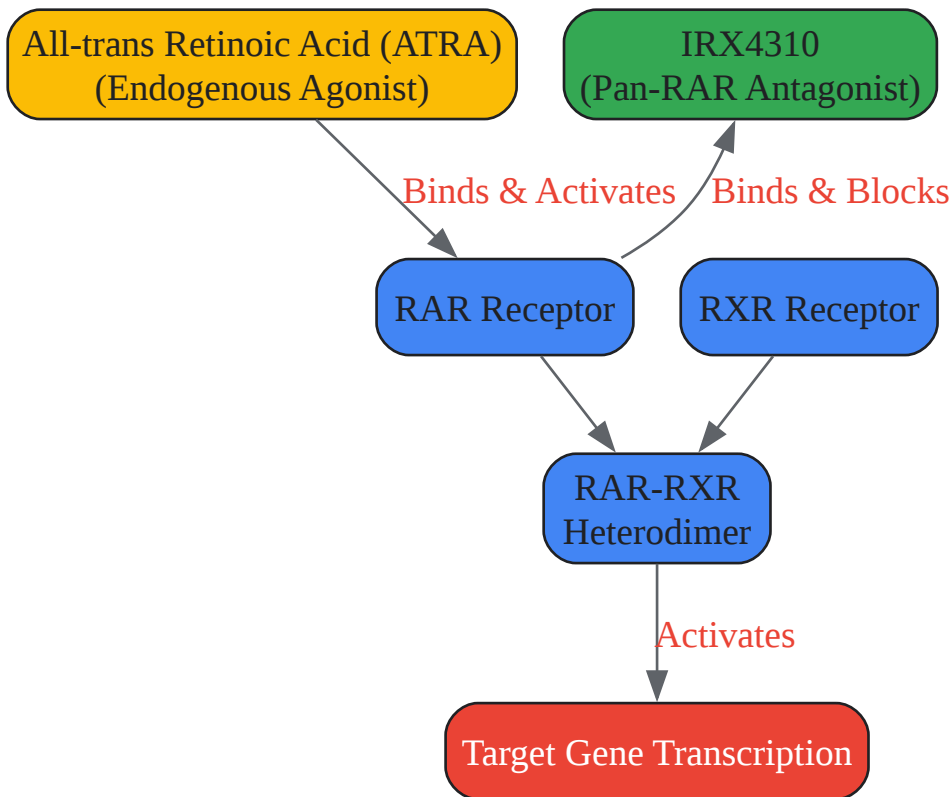 All-trans Retinoic Acid (ATRA)
(Endogenous Agonist)
IRX4310
(Pan-RAR Antagonist)
Binds & Activates
Binds & Blocks
RAR Receptor
RXR Receptor
RAR-RXR
Heterodimer
Activates
Target Gene Transcription